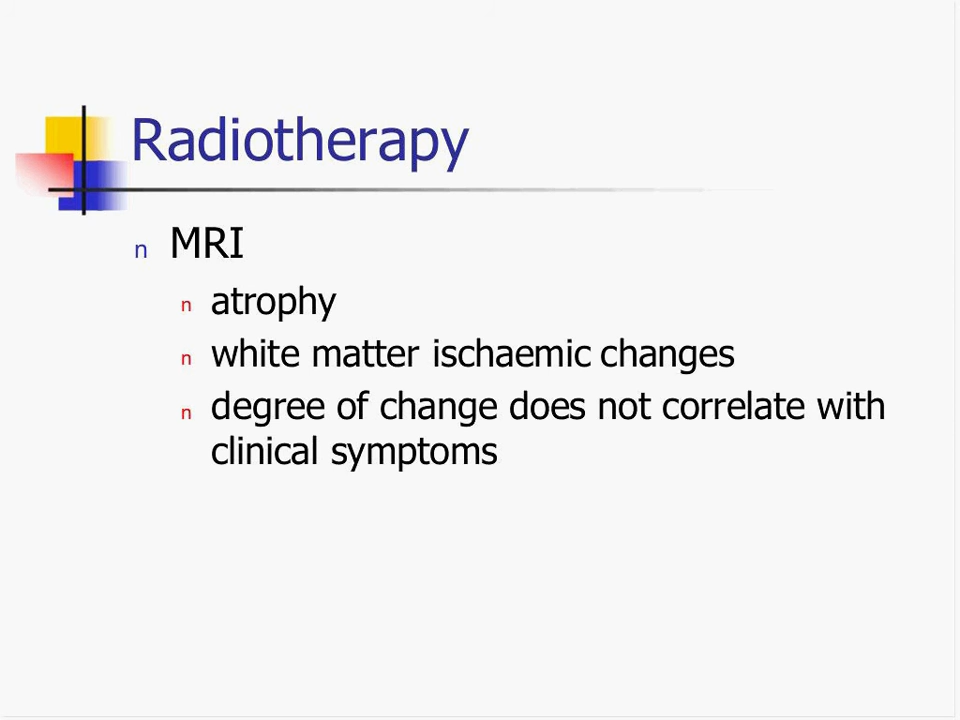 Radiotherapy
n MRI
n atrophy
n white matter ischaemic changes
n degree of change does not correlate with
clinical symptoms